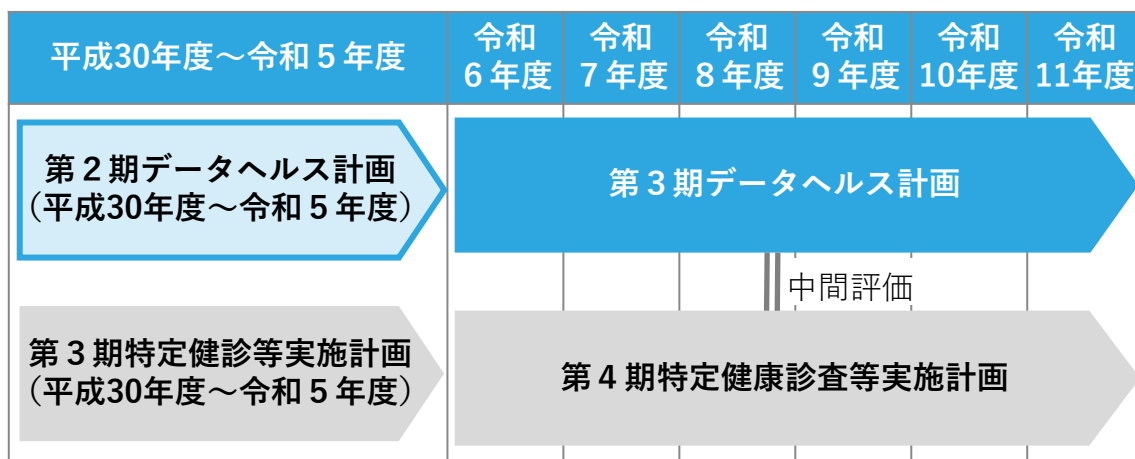 平成30年度～令和５年度
令和
６年度
令和
７年度
令和
８年度
令和
９年度
令和
10年度
令和
11年度
第２期データヘルス計画
（平成30年度～令和５年度）
第３期データヘルス計画
中間評価
第３期特定健診等実施計画
（平成30年度～令和５年度）
第４期特定健康診査等実施計画